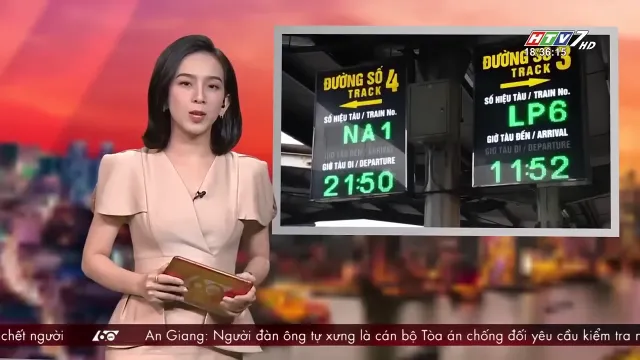 HTV7 HD
18:36:15
ĐƯỜNG SỐ 4
TRACK
SỐ HIỆU TÀU / TRAIN No.
NA1
GIỜ TÀU ĐI / DEPARTURE
21:50
ĐƯỜNG SỐ 3
TRACK
SỐ HIỆU TÀU / TRAIN No.
LP6
GIỜ TÀU ĐẾN / ARRIVAL
GIỜ TÀU ĐI / DEPARTURE
11:52
chết người
60
An Giang: Người đàn ông tự xưng là cán bộ Tòa án chống đối yêu cầu kiểm tra